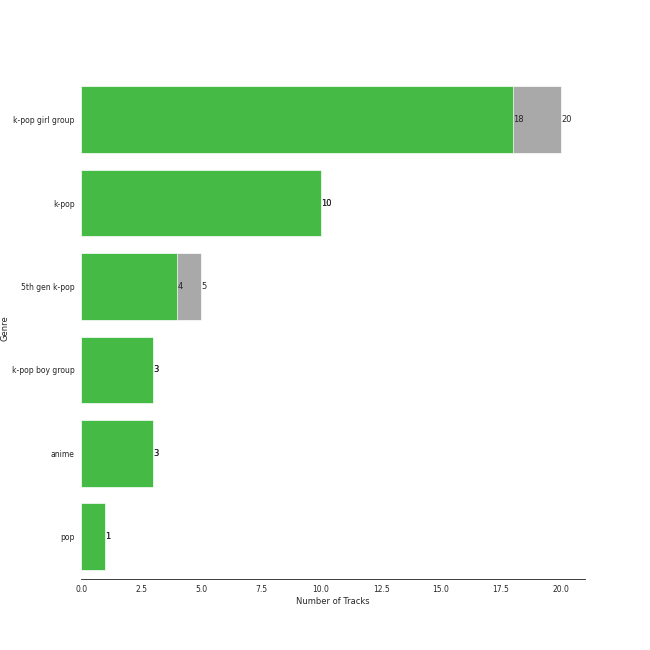 k-pop girl group 18 20
k-pop 10
5th gen k-pop 4 5
k-pop boy group 3
anime 3
pop 1
Genre
0.0 2.5 5.0 7.5 10.0 12.5 15.0 17.5 20.0
Number of Tracks